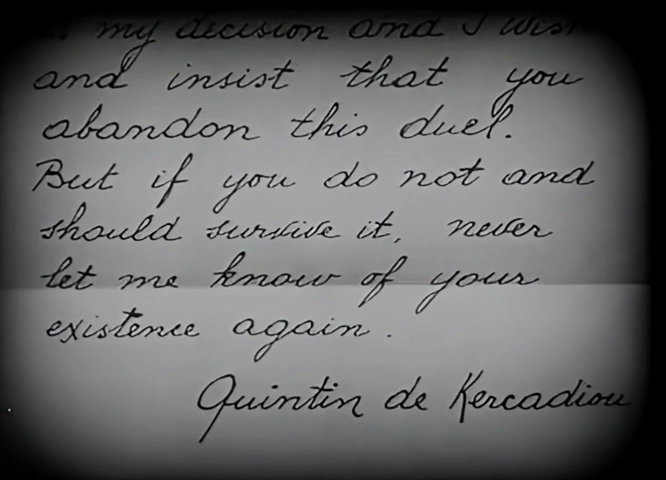 my decision and I wish
and insist that you
abandon this duel.
But if you do not and
should survive it, never
let me know of your
existence again.
Quintin de Kercadiou